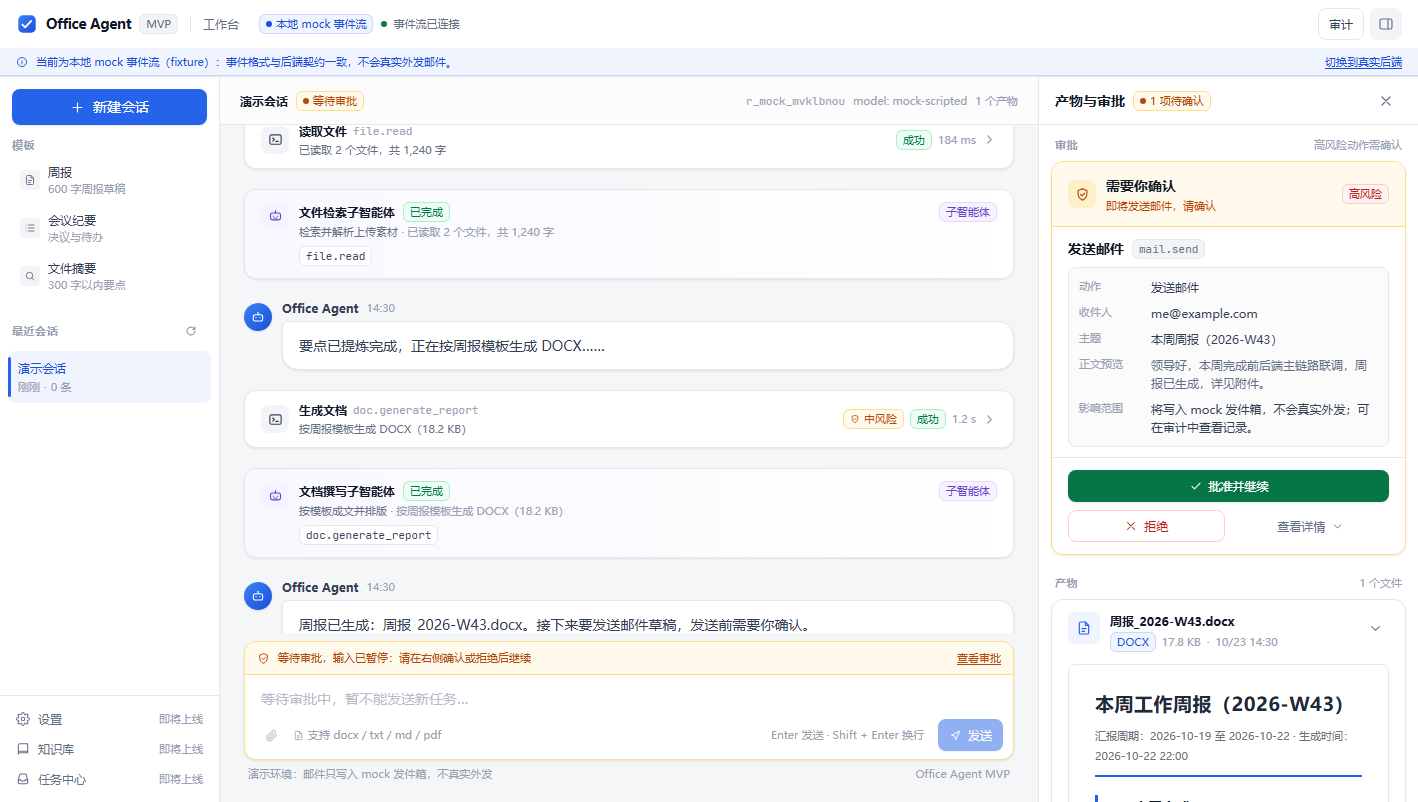 Office Agent MVP 工作台 本地 mock 事件流 事件流已连接 审计
当前为本地 mock 事件流（fixture）：事件格式与后端契约一致，不会真实外发邮件。 切换到真实后端
+ 新建会话
模板
周报
600 字周报草稿
会议纪要
决议与待办
文件摘要
300 字以内要点
最近会话
演示会话
刚刚 · 0 条
设置 即将上线
知识库 即将上线
任务中心 即将上线
演示会话 等待审批 r_mock_mvklbnou model: mock-scripted 1 个产物
读取文件 file.read
已读取 2 个文件，共 1,240 字
成功 184 ms
文件检索子智能体 已完成 子智能体
检索并解析上传素材 · 已读取 2 个文件，共 1,240 字
file.read
Office Agent 14:30
要点已提炼完成，正在按周报模板生成 DOCX……
生成文档 doc.generate_report
按周报模板生成 DOCX（18.2 KB）
中风险 成功 1.2 s
文档撰写子智能体 已完成 子智能体
按模板成文并排版 · 按周报模板生成 DOCX（18.2 KB）
doc.generate_report
Office Agent 14:30
周报已生成：周报_2026-W43.docx。接下来要发送邮件草稿，发送前需要你确认。
等待审批，输入已暂停：请在右侧确认或拒绝后继续 查看审批
等待审批中，暂不能发送新任务...
支持 docx / txt / md / pdf Enter 发送 · Shift + Enter 换行 发送
演示环境：邮件只写入 mock 发件箱，不真实外发 Office Agent MVP
产物与审批 1 项待确认
审批 高风险动作需确认
需要你确认
即将发送邮件，请确认
高风险
发送邮件 mail.send
动作 发送邮件
收件人 me@example.com
主题 本周周报（2026-W43）
正文预览 领导好，本周完成前后端主链路联调，周
报已生成，详见附件。
影响范围 将写入 mock 发件箱，不会真实外发；可
在审计中查看记录。
批准并继续
拒绝 查看详情
产物 1 个文件
周报_2026-W43.docx
DOCX 17.8 KB · 10/23 14:30
本周工作周报（2026-W43）
汇报周期：2026-10-19 至 2026-10-22 · 生成时间：
2026-10-22 22:00